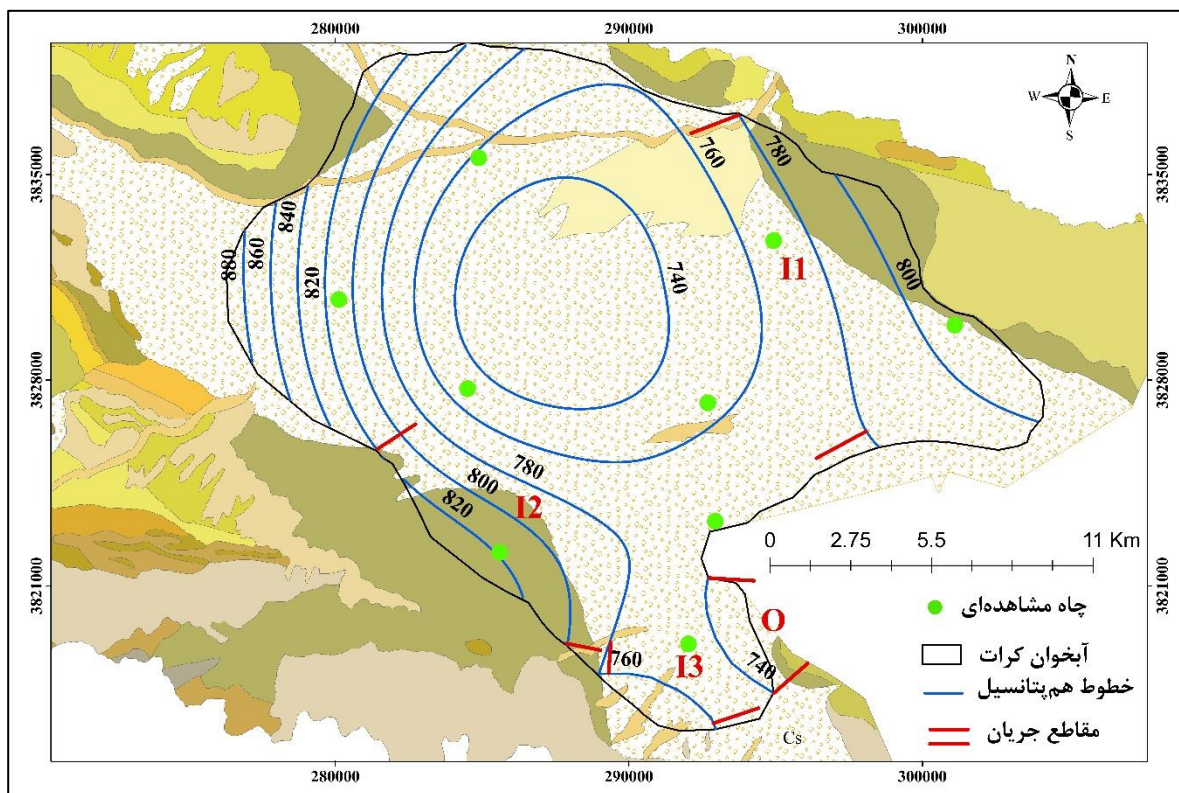 280000 290000 300000
N
W E
S
3835000 3835000
760
780
840
860
880
820
740
I1
800
3828000 3828000
780
800
820
I2
0 2.75 5.5 11 Km
3821000 3821000
چاه مشاهده‌ای
O
آبخوان کرات
760
I3
740
خطوط هم‌پتانسیل
مقاطع جریان
Cs
280000 290000 300000